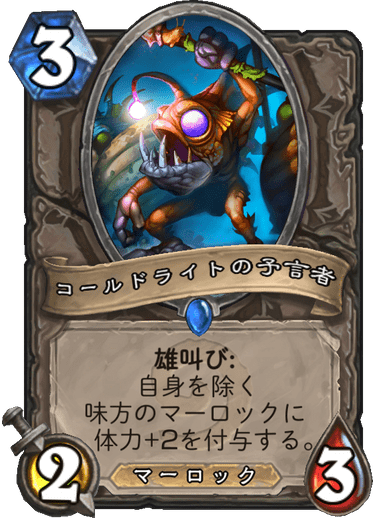 3
コールドライトの予言者
雄叫び:
自身を除く
味方のマーロックに
体力+2を付与する。
2
マーロック
3